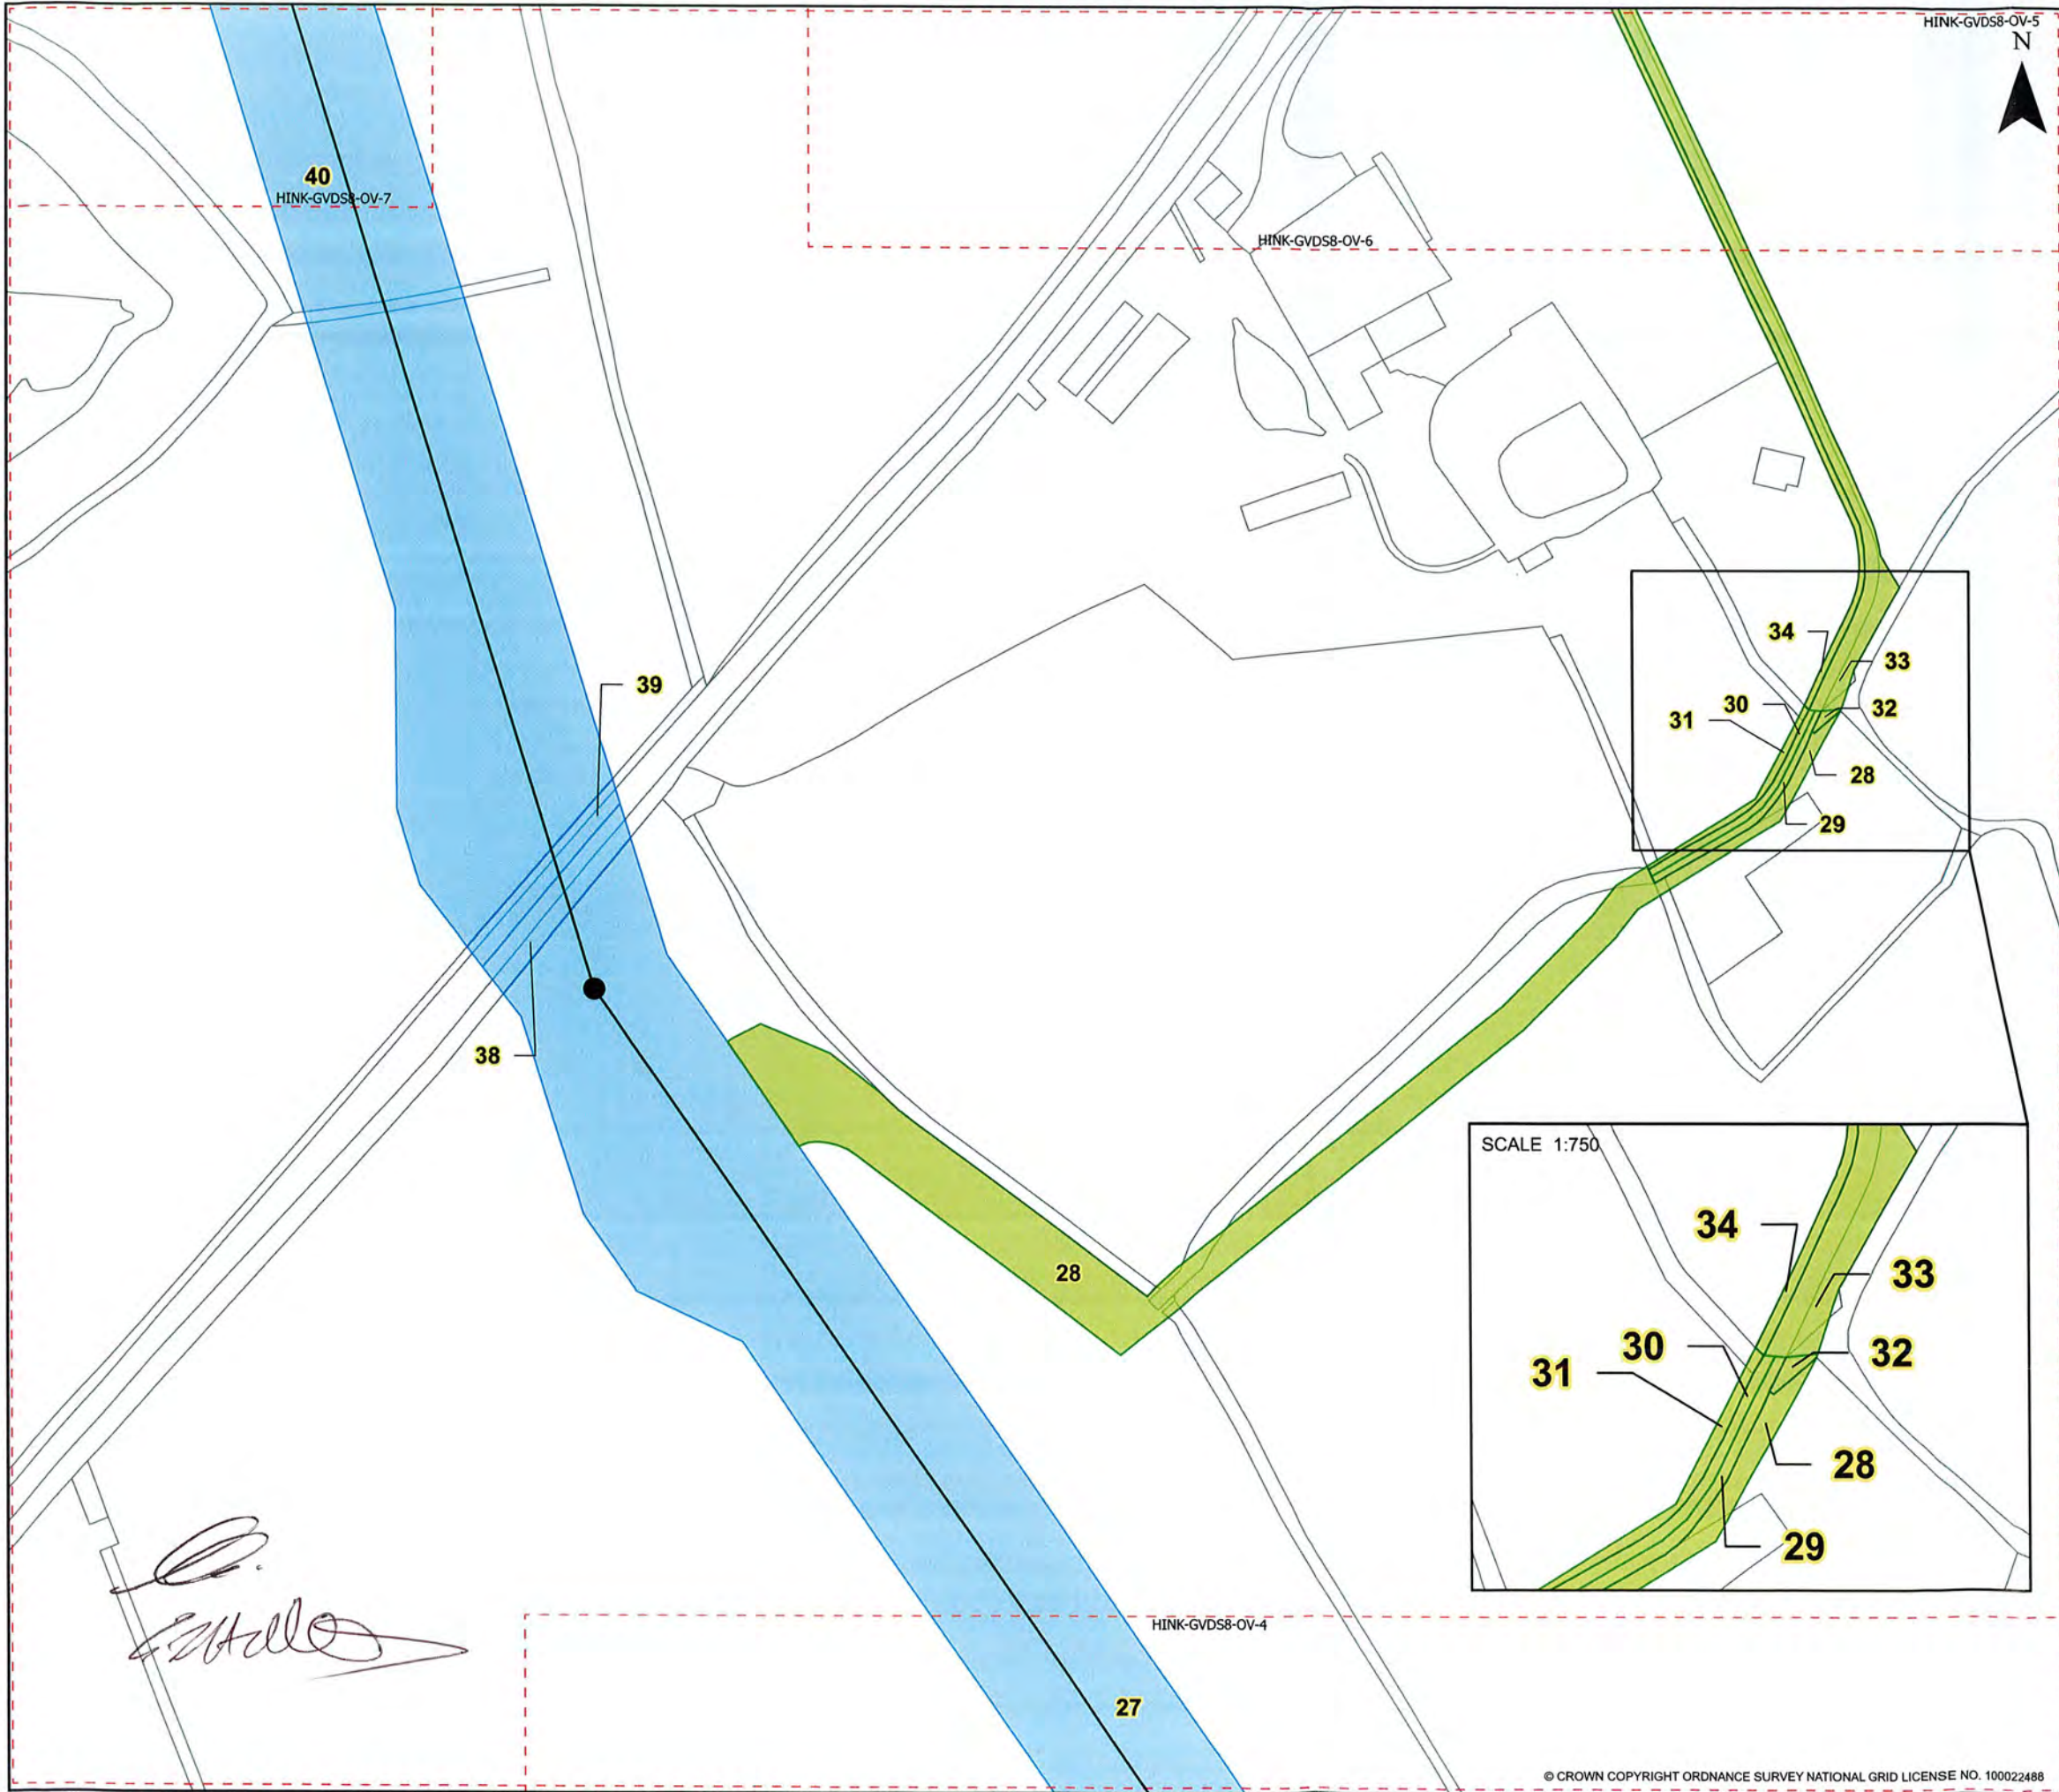 HINK-GVDS8-OV-5
N
40
HINK-GVDS8-OV-7
HINK-GVDS8-OV-6
34
33
39
30
32
31
28
29
38
SCALE 1:750
34
28
33
30
32
31
28
29
HINK-GVDS8-OV-4
27
© CROWN COPYRIGHT ORDNANCE SURVEY NATIONAL GRID LICENSE NO. 100022488